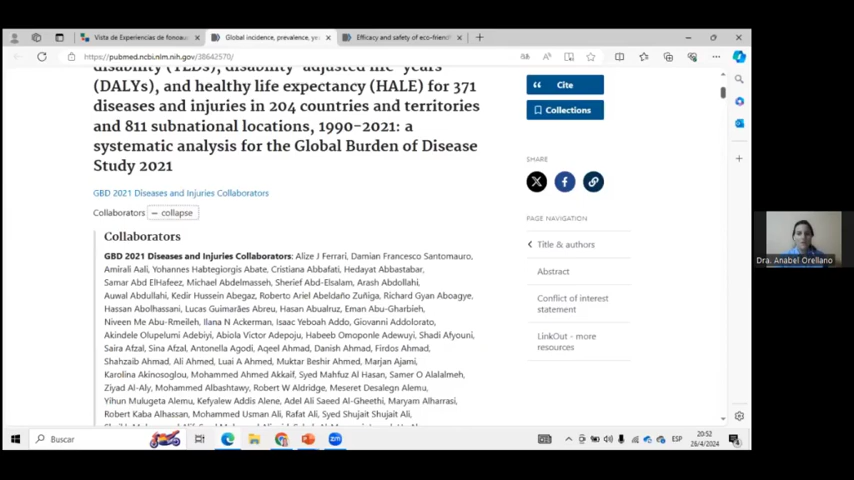 Vista de Experiencias de fonoau
Global incidence, prevalence, ye
Efficacy and safety of eco-friend
https://pubmed.ncbi.nlm.nih.gov/38642570/
disability (YLDs), disability-adjusted life-years
(DALYs), and healthy life expectancy (HALE) for 371
diseases and injuries in 204 countries and territories
and 811 subnational locations, 1990–2021: a
systematic analysis for the Global Burden of Disease
Study 2021
GBD 2021 Diseases and Injuries Collaborators
Collaborators — collapse
Collaborators
GBD 2021 Diseases and Injuries Collaborators: Alize J Ferrari, Damian Francesco Santomauro,
Amirali Aali, Yohannes Habtegiorgis Abate, Cristiana Abbafati, Hedayat Abbastabar,
Samar Abd ElHafeez, Michael Abdelmasseh, Sherief Abd-Elsalam, Arash Abdollahi,
Auwal Abdullahi, Kedir Hussein Abegaz, Roberto Ariel Abeldaño Zuñiga, Richard Gyan Aboagye,
Hassan Abolhassani, Lucas Guimarães Abreu, Hasan Abualruz, Eman Abu-Gharbieh,
Niveen Me Abu-Rmeileh, Ilana N Ackerman, Isaac Yeboah Addo, Giovanni Addolorato,
Akindele Olupelumi Adebiyi, Abiola Victor Adepoju, Habeeb Omoponle Adewuyi, Shadi Afyouni,
Saira Afzal, Sina Afzal, Antonella Agodi, Aqeel Ahmad, Danish Ahmad, Firdos Ahmad,
Shahzaib Ahmad, Ali Ahmed, Luai A Ahmed, Muktar Beshir Ahmed, Marjan Ajami,
Karolina Akinosoglou, Mohammed Ahmed Akkaif, Syed Mahfuz Al Hasan, Samer O Alalalmeh,
Ziyad Al-Aly, Mohammed Albashtawy, Robert W Aldridge, Meseret Desalegn Alemu,
Yihun Mulugeta Alemu, Kefyalew Addis Alene, Adel Ali Saeed Al-Gheethi, Maryam Alharrasi,
Robert Kaba Alhassan, Mohammed Usman Ali, Rafat Ali, Syed Shujait Shujait Ali,
Cite
Collections
SHARE
PAGE NAVIGATION
Title & authors
Abstract
Conflict of interest
statement
LinkOut - more
resources
Dra. Anabel Orellano
Buscar
ESP
20:52
26/4/2024